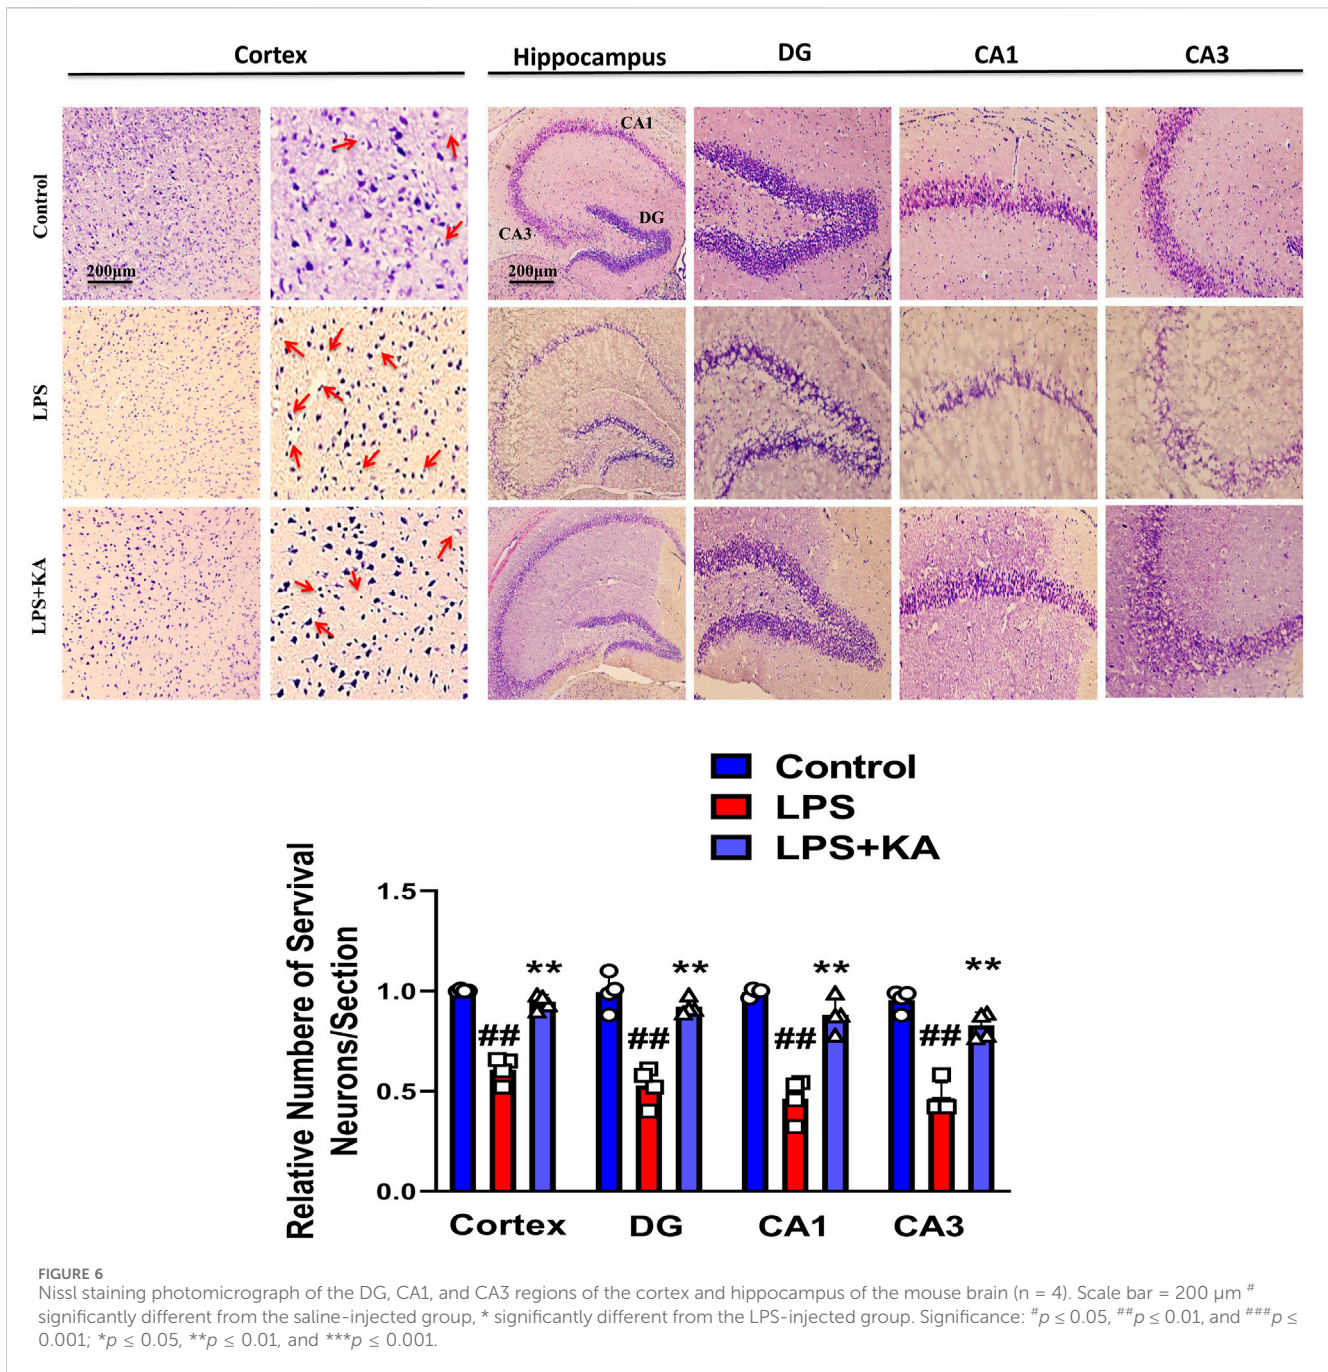 Cortex
Hippocampus
DG
CA1
CA3
Control
200µm
CA1
DG
CA3
200µm
LPS
LPS+KA
Control
LPS
LPS+KA
Relative Numbere of Servival
Neurons/Section
1.5
1.0
0.5
0.0
##
**
##
**
##
**
##
**
Cortex
DG
CA1
CA3
FIGURE 6
Nissl staining photomicrograph of the DG, CA1, and CA3 regions of the cortex and hippocampus of the mouse brain (n = 4). Scale bar = 200 µm #
significantly different from the saline-injected group, * significantly different from the LPS-injected group. Significance: #p ≤ 0.05, ##p ≤ 0.01, and ###p ≤
0.001; *p ≤ 0.05, **p ≤ 0.01, and ***p ≤ 0.001.